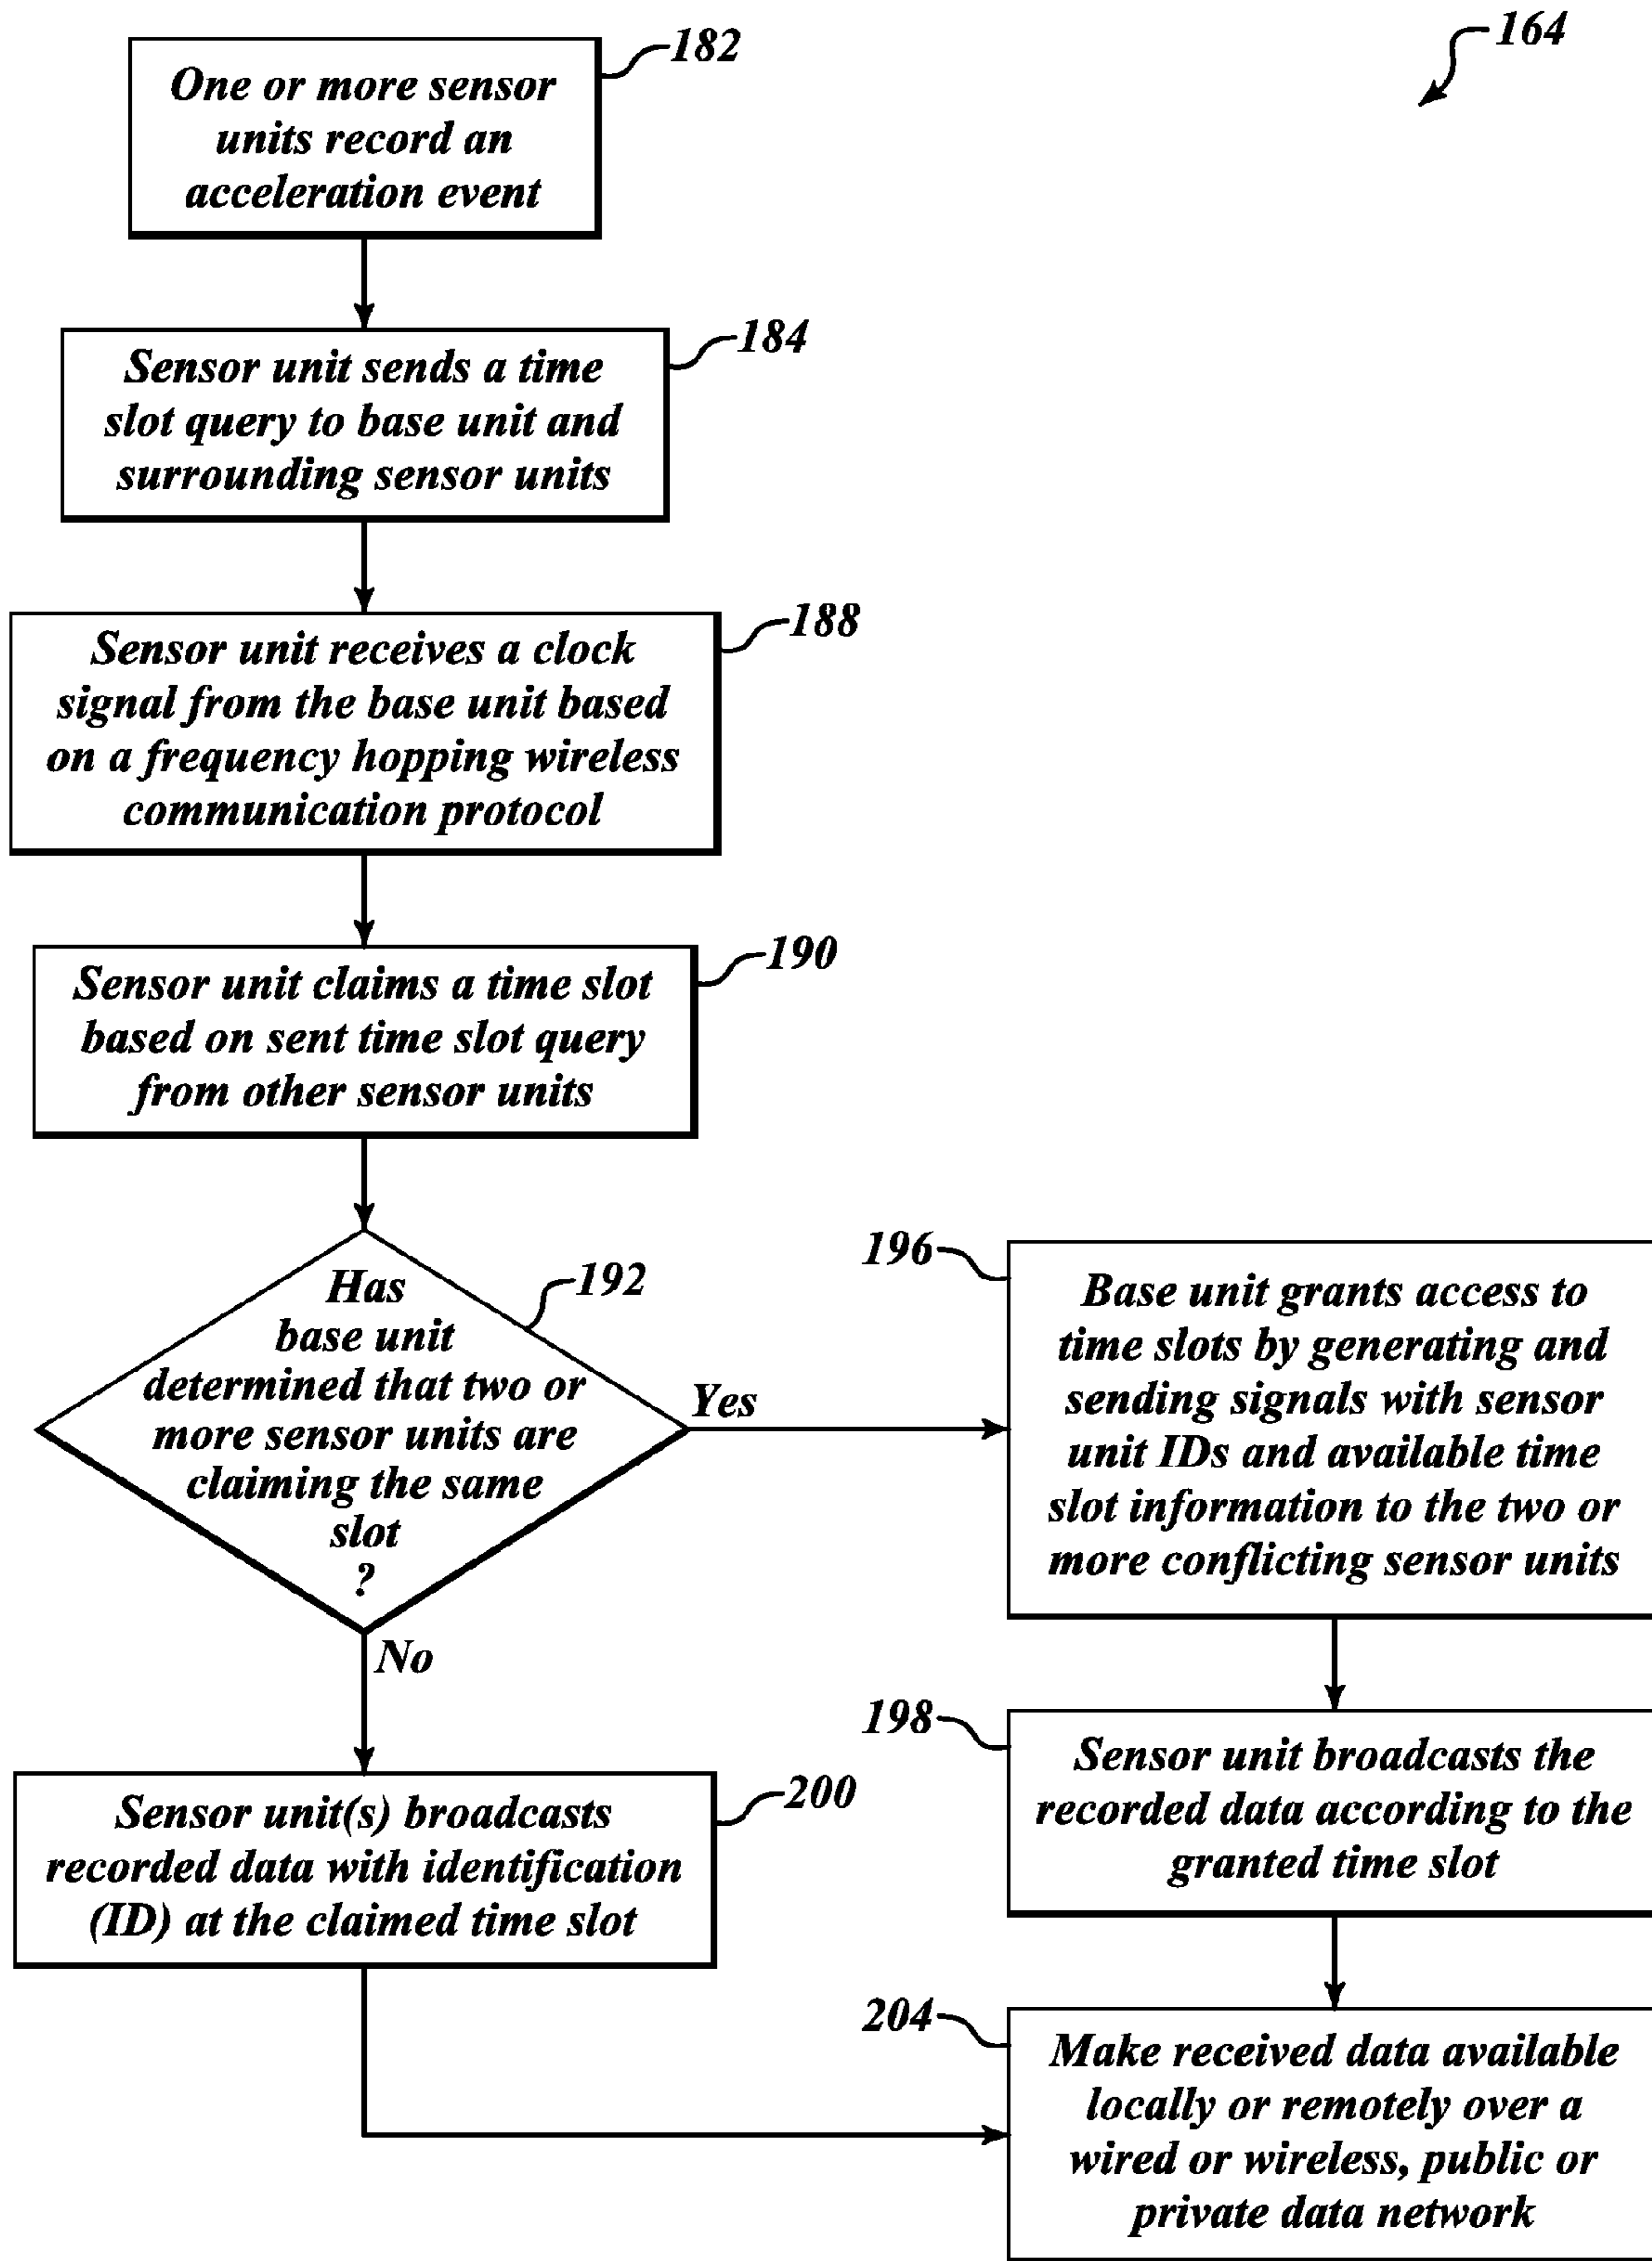 182
164
One or more sensor
units record an
acceleration event
184
Sensor unit sends a time
slot query to base unit and
surrounding sensor units
188
Sensor unit receives a clock
signal from the base unit based
on a frequency hopping wireless
communication protocol
190
Sensor unit claims a time slot
based on sent time slot query
from other sensor units
192
Has
base unit
determined that two or
more sensor units are
claiming the same
slot
?
Yes
No
196
Base unit grants access to
time slots by generating and
sending signals with sensor
unit IDs and available time
slot information to the two or
more conflicting sensor units
198
Sensor unit broadcasts the
recorded data according to the
granted time slot
200
Sensor unit(s) broadcasts
recorded data with identification
(ID) at the claimed time slot
204
Make received data available
locally or remotely over a
wired or wireless, public or
private data network